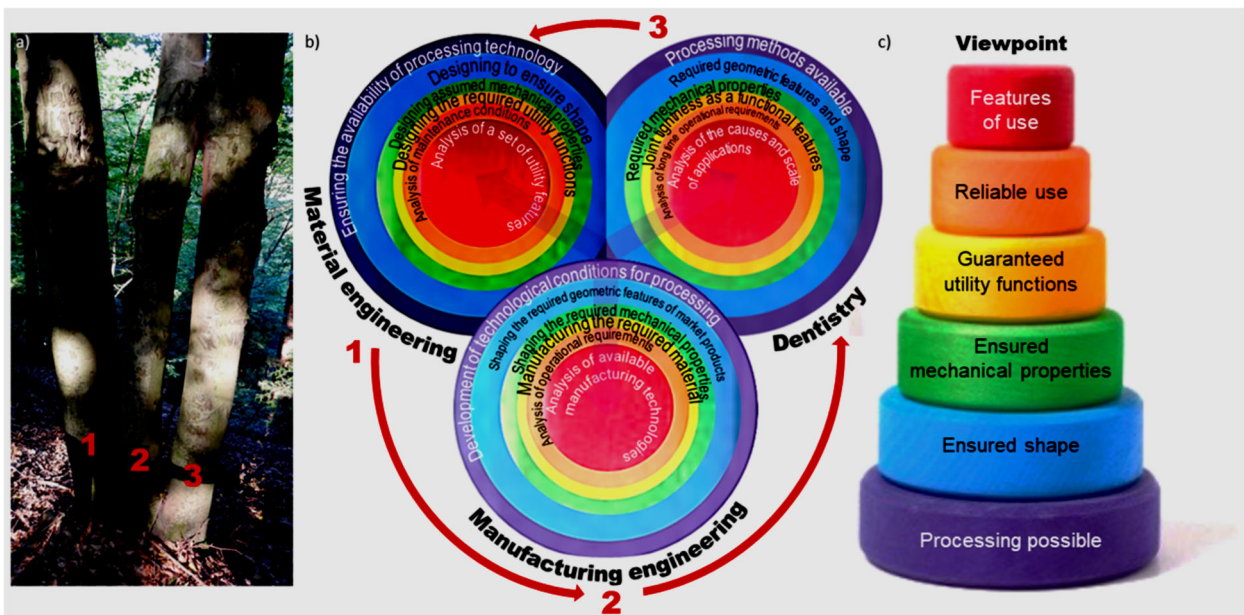 a)
1
2
3
b)
3
Ensuring the availability of processing technology
Designing to ensure shape
Designing assumed mechanical properties
Designing the required utility functions
Analysis of maintenance conditions
Analysis of a set of utility features
Material engineering
Processing methods available
Required geometric features and shape
Required mechanical properties
Joint tightness as a functional features
Analysis of long time operational requirements
Analysis of the causes and scale
of applications
Dentistry
1
Development of technological conditions for processing
Shaping the required geometric features of market products
Shaping the required mechanical properties
Manufacturing the required material
Analysis of operational requirements
Analysis of available
manufacturing technologies
Manufacturing engineering
2
c)
Viewpoint
Features
of use
Reliable use
Guaranteed
utility functions
Ensured
mechanical properties
Ensured shape
Processing possible